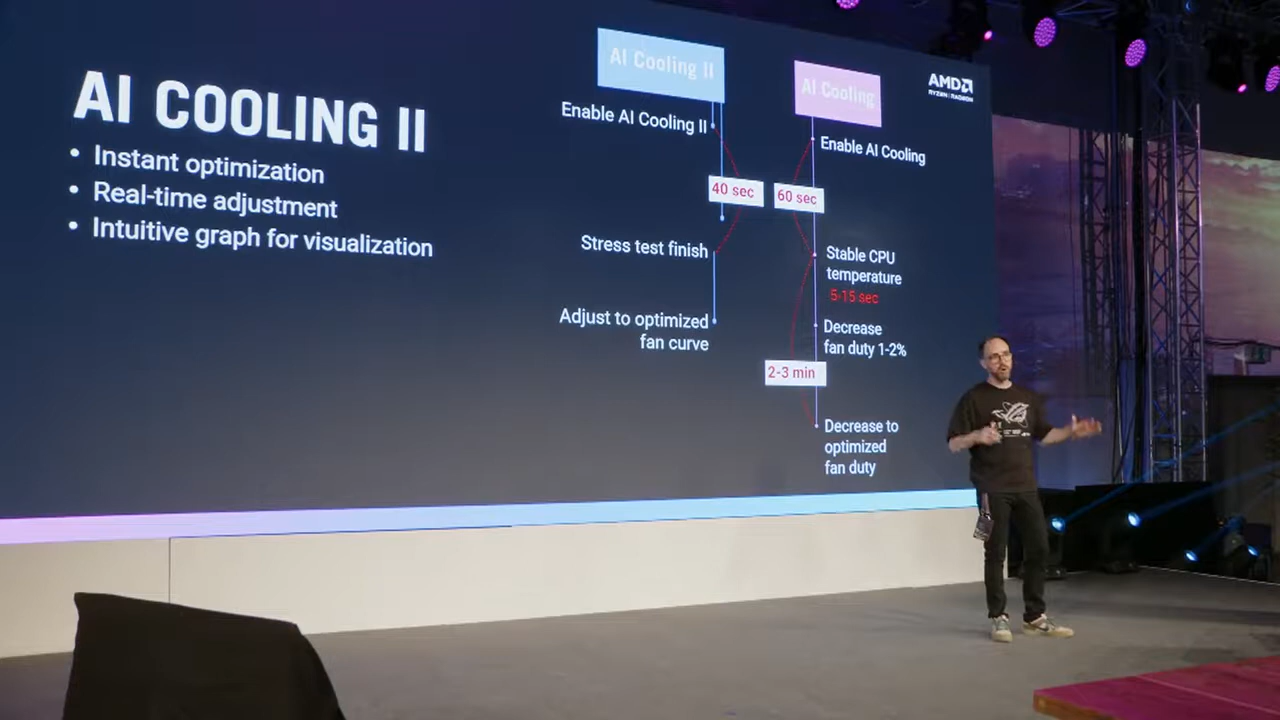 AI COOLING II
• Instant optimization
• Real-time adjustment
• Intuitive graph for visualization
AI Cooling II
Enable AI Cooling II
40 sec
Stress test finish
Adjust to optimized
fan curve
AI Cooling
Enable AI Cooling
60 sec
Stable CPU
temperature
5-15 sec
Decrease
fan duty 1-2%
2-3 min
Decrease to
optimized
fan duty
AMD
RYZEN | RADEON